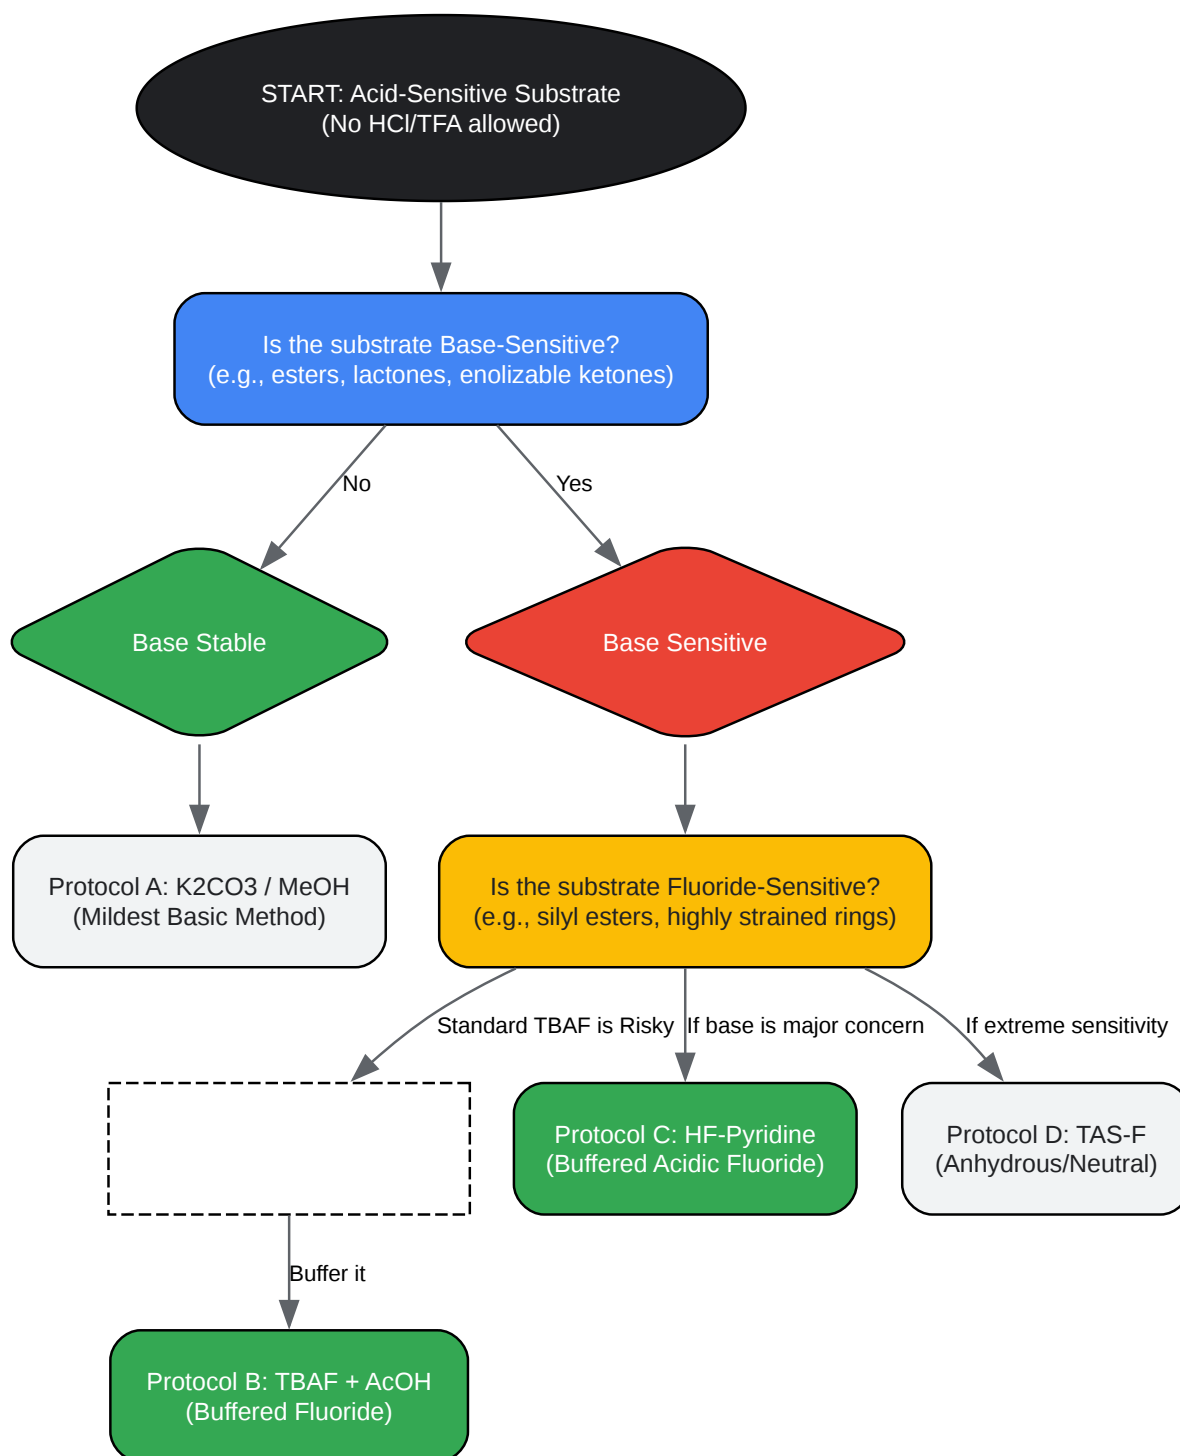 START: Acid-Sensitive Substrate
(No HCl/TFA allowed)
Is the substrate Base-Sensitive?
(e.g., esters, lactones, enolizable ketones)
No
Yes
Base Stable
Base Sensitive
Protocol A: K2CO3 / MeOH
(Mildest Basic Method)
Is the substrate Fluoride-Sensitive?
(e.g., silyl esters, highly strained rings)
Standard TBAF is Risky
If base is major concern
If extreme sensitivity
Protocol C: HF-Pyridine
(Buffered Acidic Fluoride)
Protocol D: TAS-F
(Anhydrous/Neutral)
Buffer it
Protocol B: TBAF + AcOH
(Buffered Fluoride)